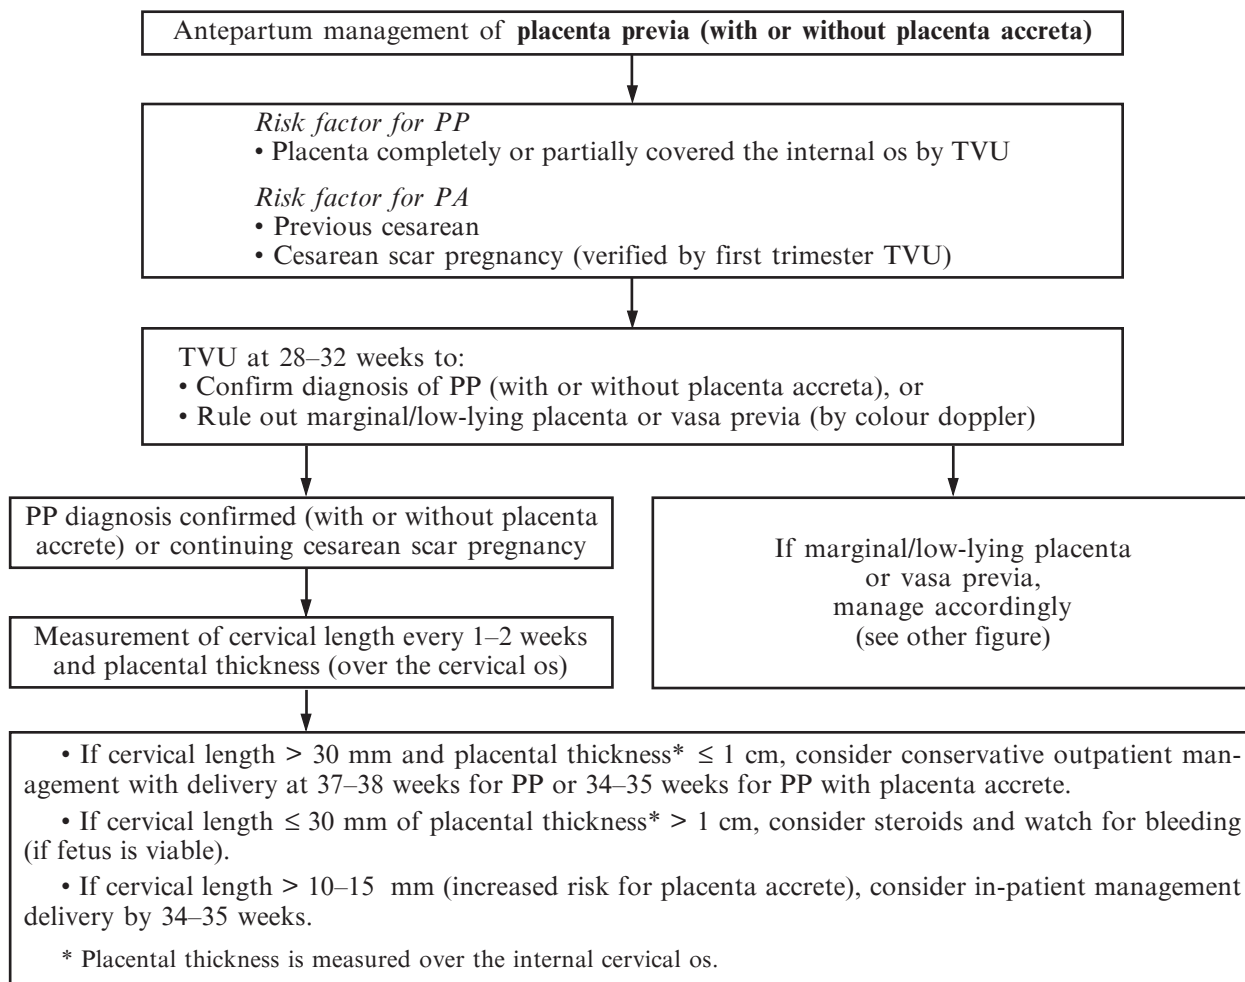 Antepartum management of placenta previa (with or without placenta accreta)
Risk factor for PP
• Placenta completely or partially covered the internal os by TVU
Risk factor for PA
• Previous cesarean
• Cesarean scar pregnancy (verified by first trimester TVU)
TVU at 28–32 weeks to:
• Confirm diagnosis of PP (with or without placenta accreta), or
• Rule out marginal/low-lying placenta or vasa previa (by colour doppler)
PP diagnosis confirmed (with or without placenta
accrete) or continuing cesarean scar pregnancy
Measurement of cervical length every 1–2 weeks
and placental thickness (over the cervical os)
If marginal/low-lying placenta
or vasa previa,
manage accordingly
(see other figure)
• If cervical length > 30 mm and placental thickness* ≤ 1 cm, consider conservative outpatient man-
agement with delivery at 37–38 weeks for PP or 34–35 weeks for PP with placenta accrete.
• If cervical length ≤ 30 mm of placental thickness* > 1 cm, consider steroids and watch for bleeding
(if fetus is viable).
• If cervical length > 10–15 mm (increased risk for placenta accrete), consider in-patient management
delivery by 34–35 weeks.
* Placental thickness is measured over the internal cervical os.